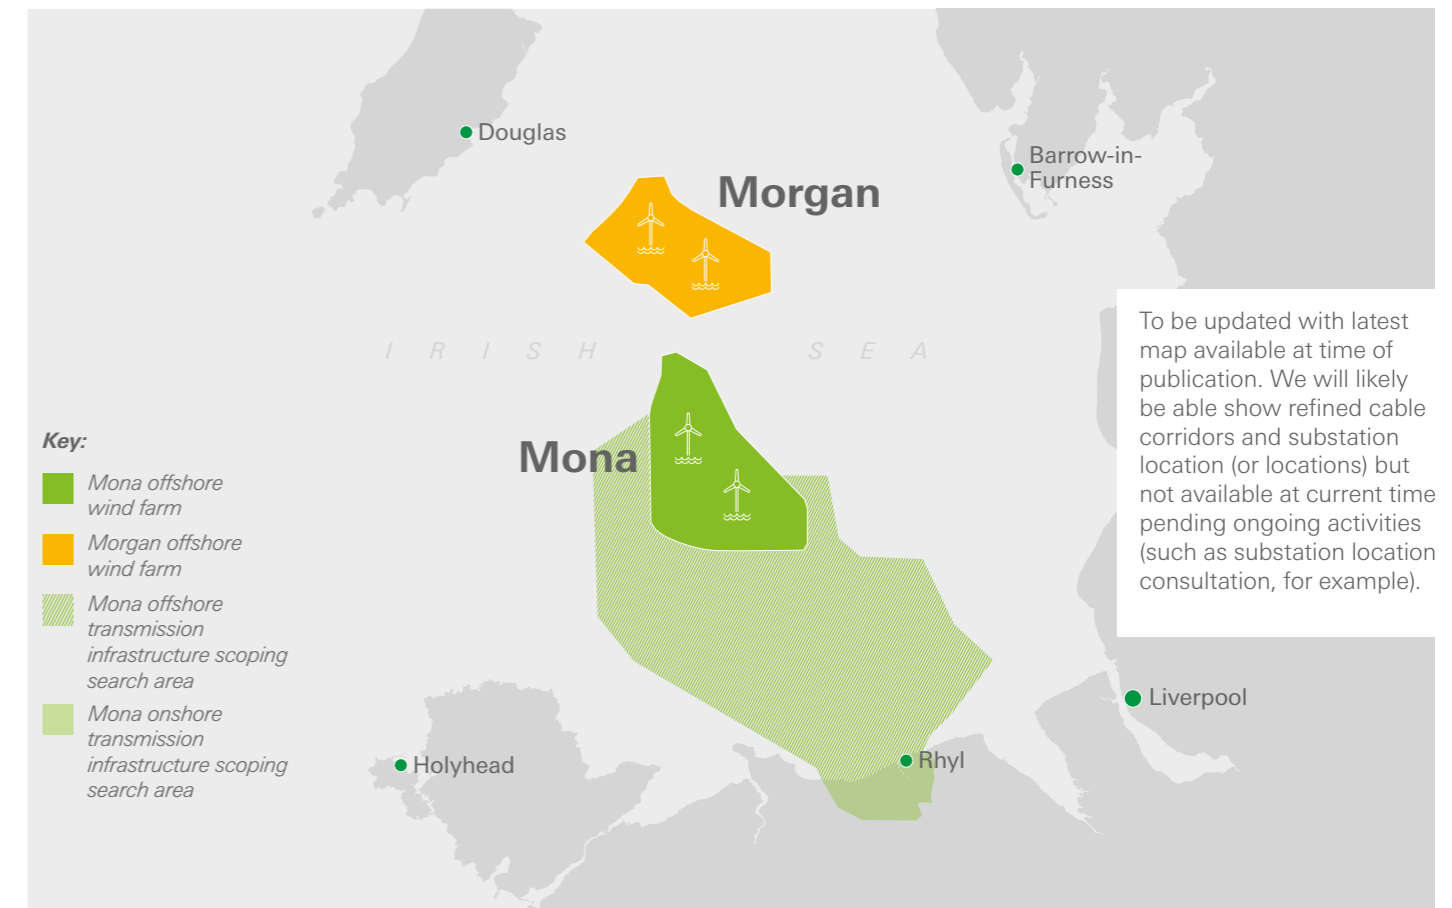 Douglas
Barrow-in-
Furness
Morgan
To be updated with latest
map available at time of
publication. We will likely
be able show refined cable
corridors and substation
location (or locations) but
not available at current time
pending ongoing activities
(such as substation location
consultation, for example).
IRISH SEA
Mona
Key:
Mona offshore
wind farm
Morgan offshore
wind farm
Mona offshore
transmission
infrastructure scoping
search area
Mona onshore
transmission
infrastructure scoping
search area
Liverpool
Holyhead
Rhyl